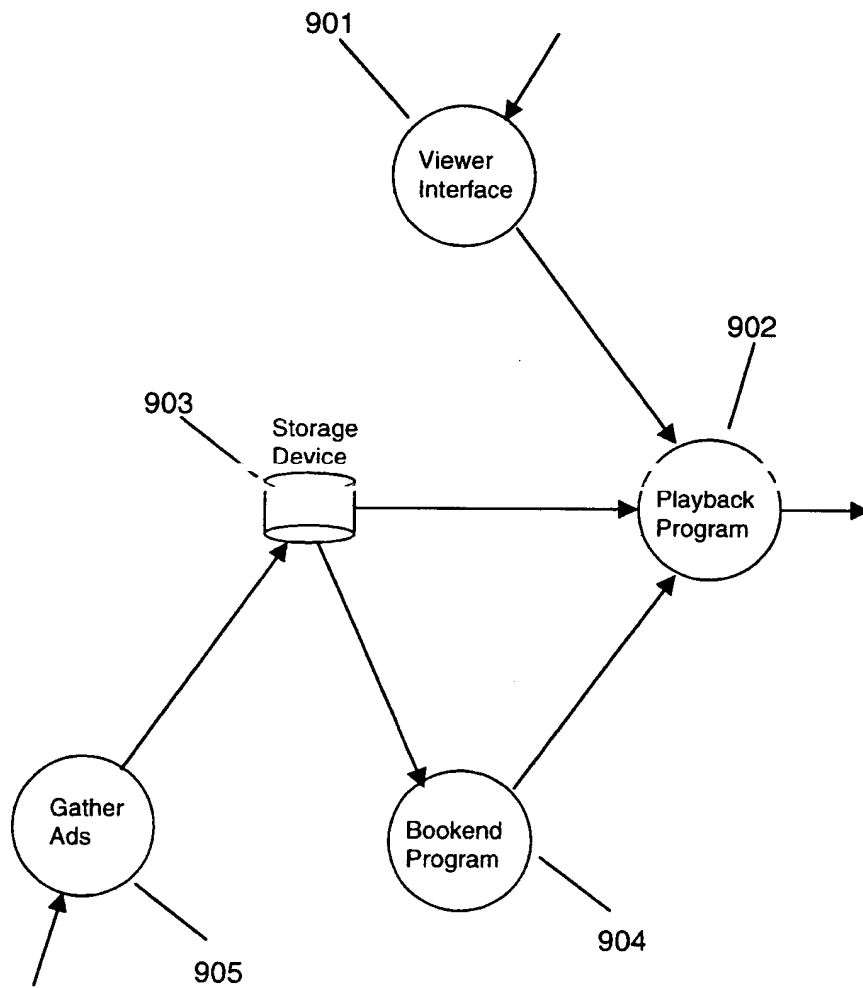 901
Viewer
Interface
902
903
Storage
Device
Playback
Program
Gather
Ads
Bookend
Program
904
905